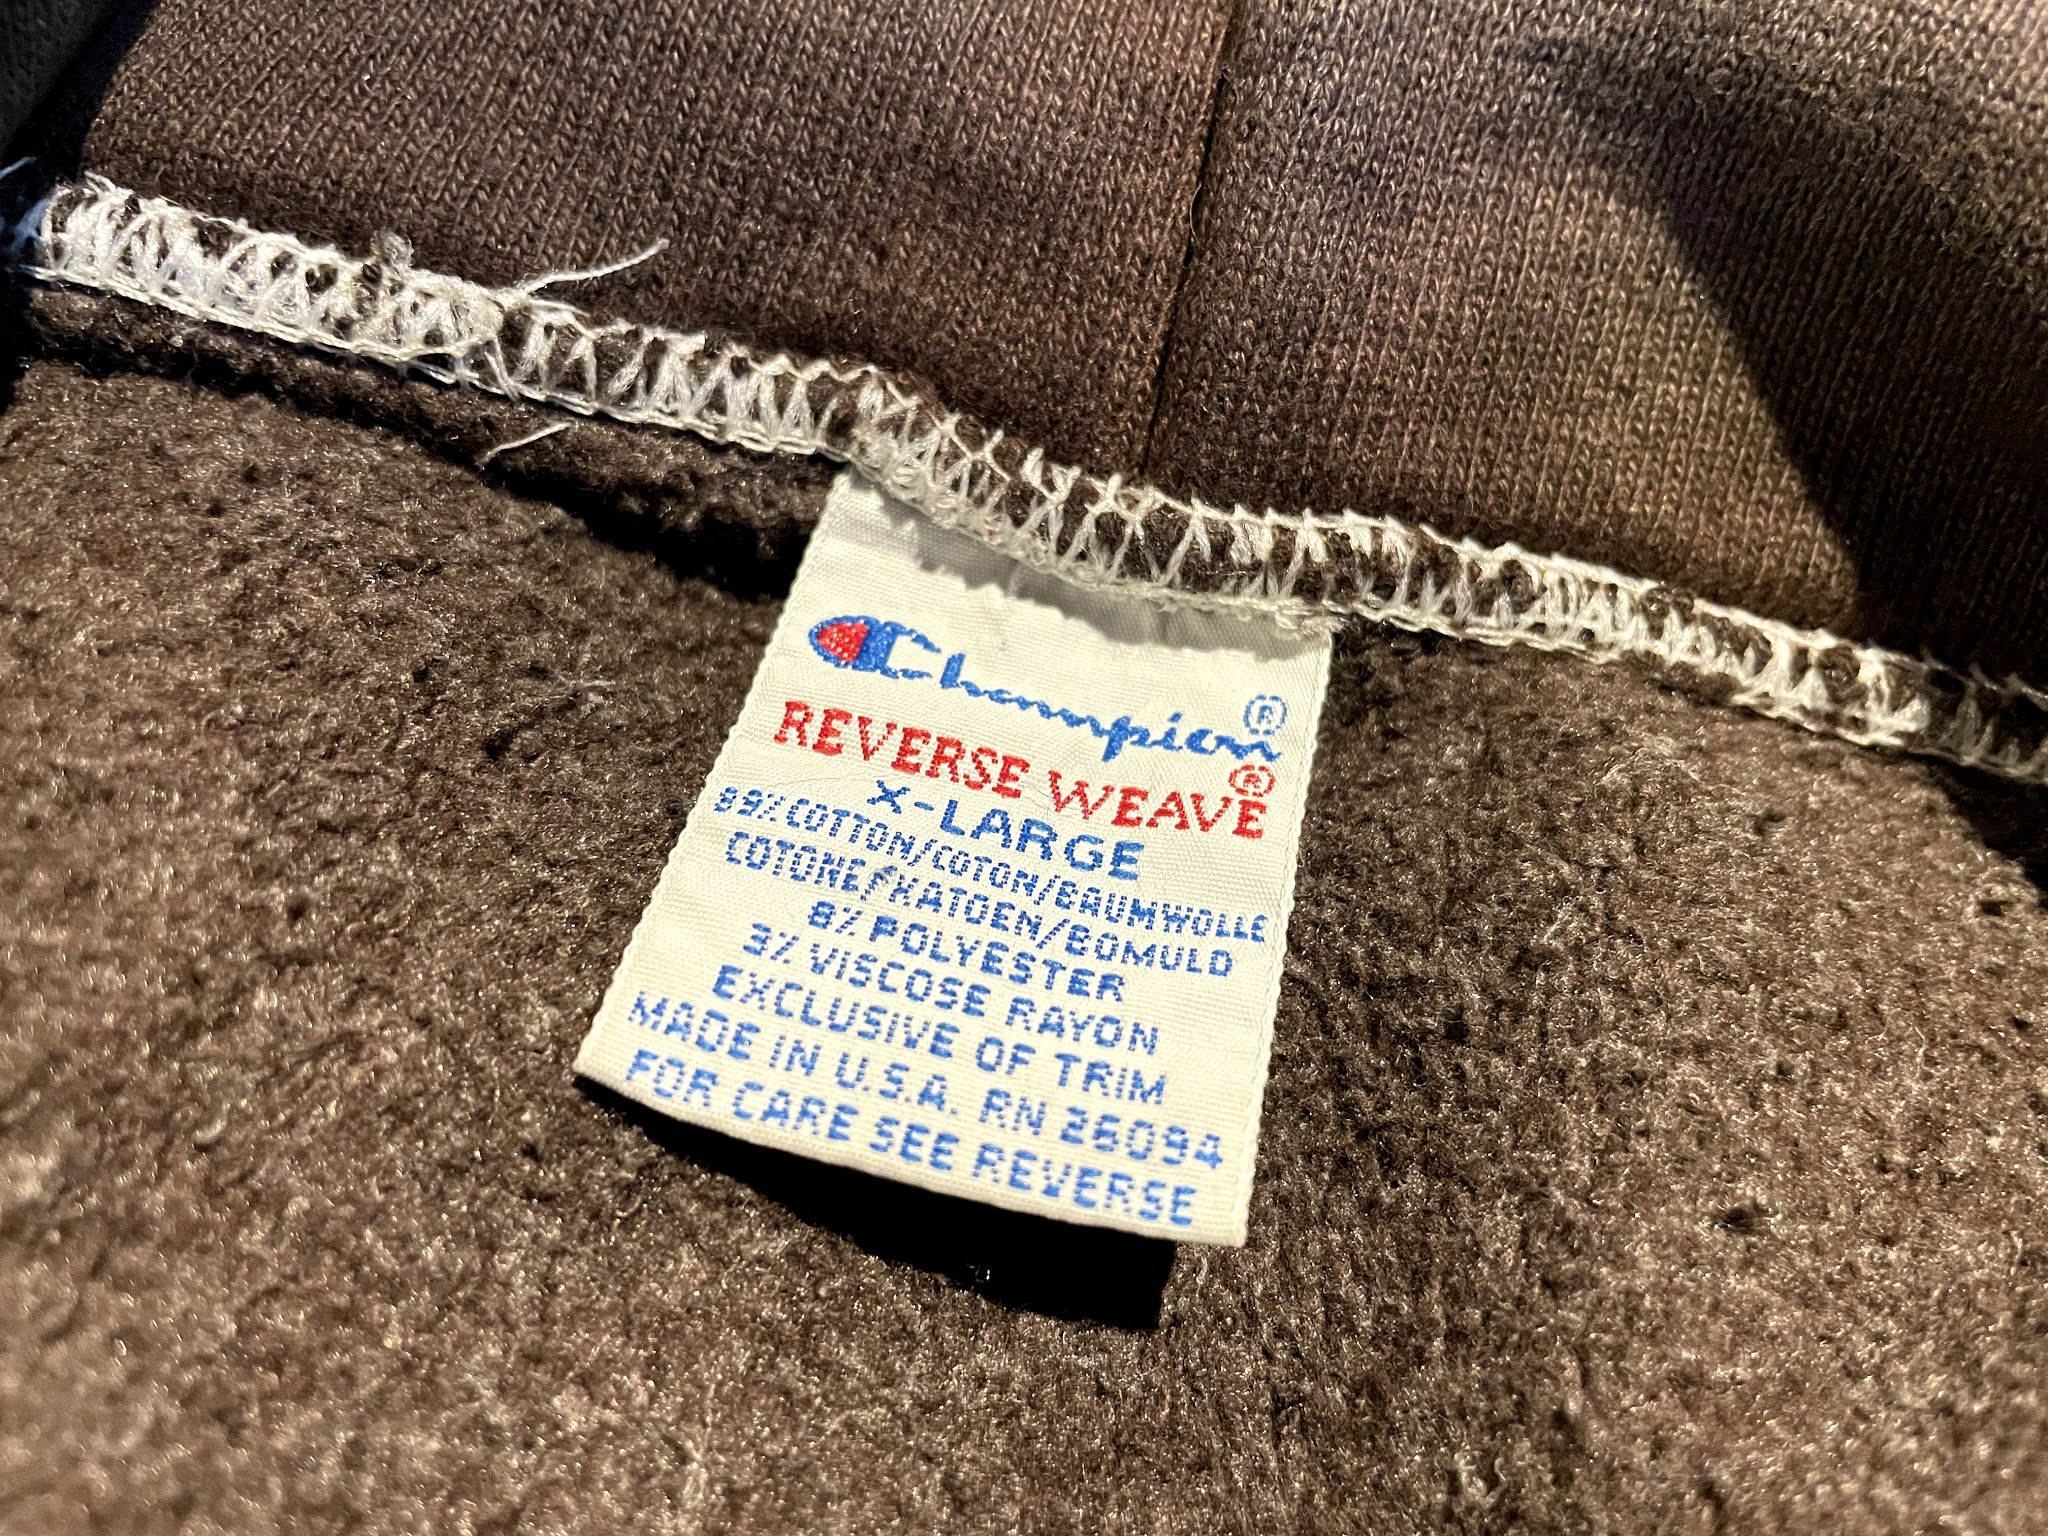 Champion®
REVERSE WEAVE®
X-LARGE
89% COTTON/COTON/BAUMWOLLE
COTONE/KATOEN/BOMULD
8% POLYESTER
3% VISCOSE RAYON
EXCLUSIVE OF TRIM
MADE IN U.S.A. RN 26094
FOR CARE SEE REVERSE